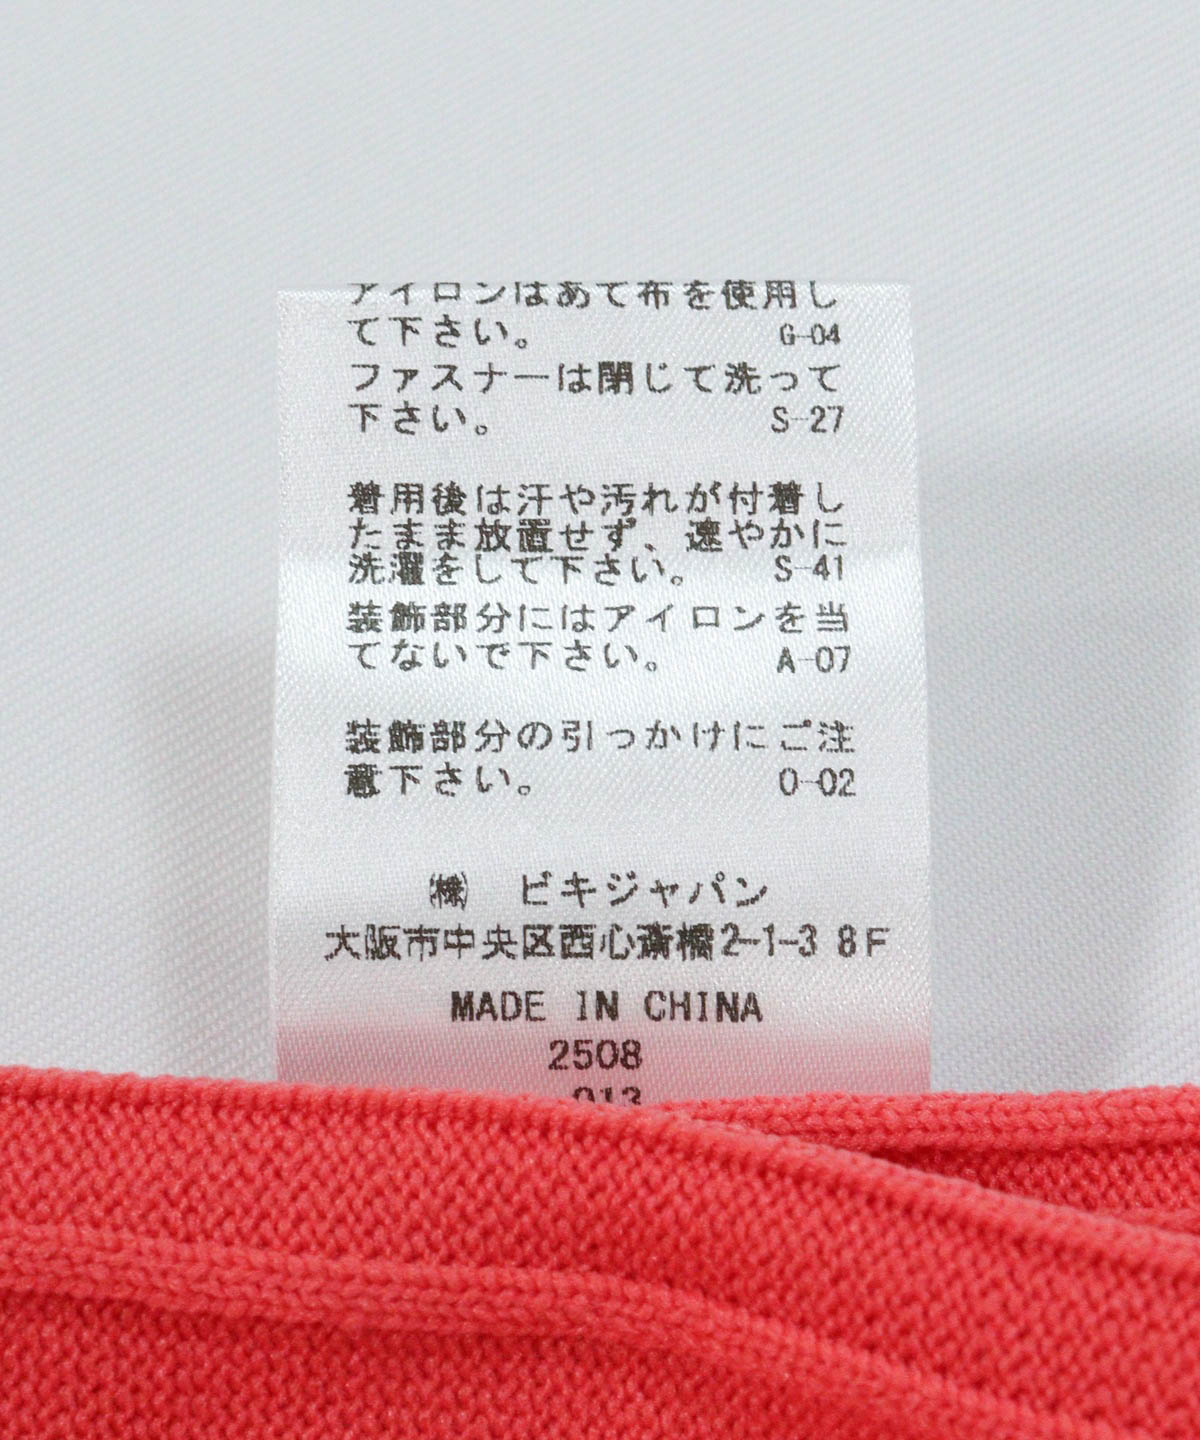 アイロンはあて布を使用し
て下さい。 G-04
ファスナーは閉じて洗って
下さい。 S-27
着用後は汗や汚れが付着し
たまま放置せず、速やかに
洗濯をして下さい。 S-41
装飾部分にはアイロンを当
てないで下さい。 A-07
装飾部分の引っかけにご注
意下さい。 O-02
㈱ ビキジャパン
大阪市中央区西心斎橋2-1-3 8F
MADE IN CHINA
2508
013